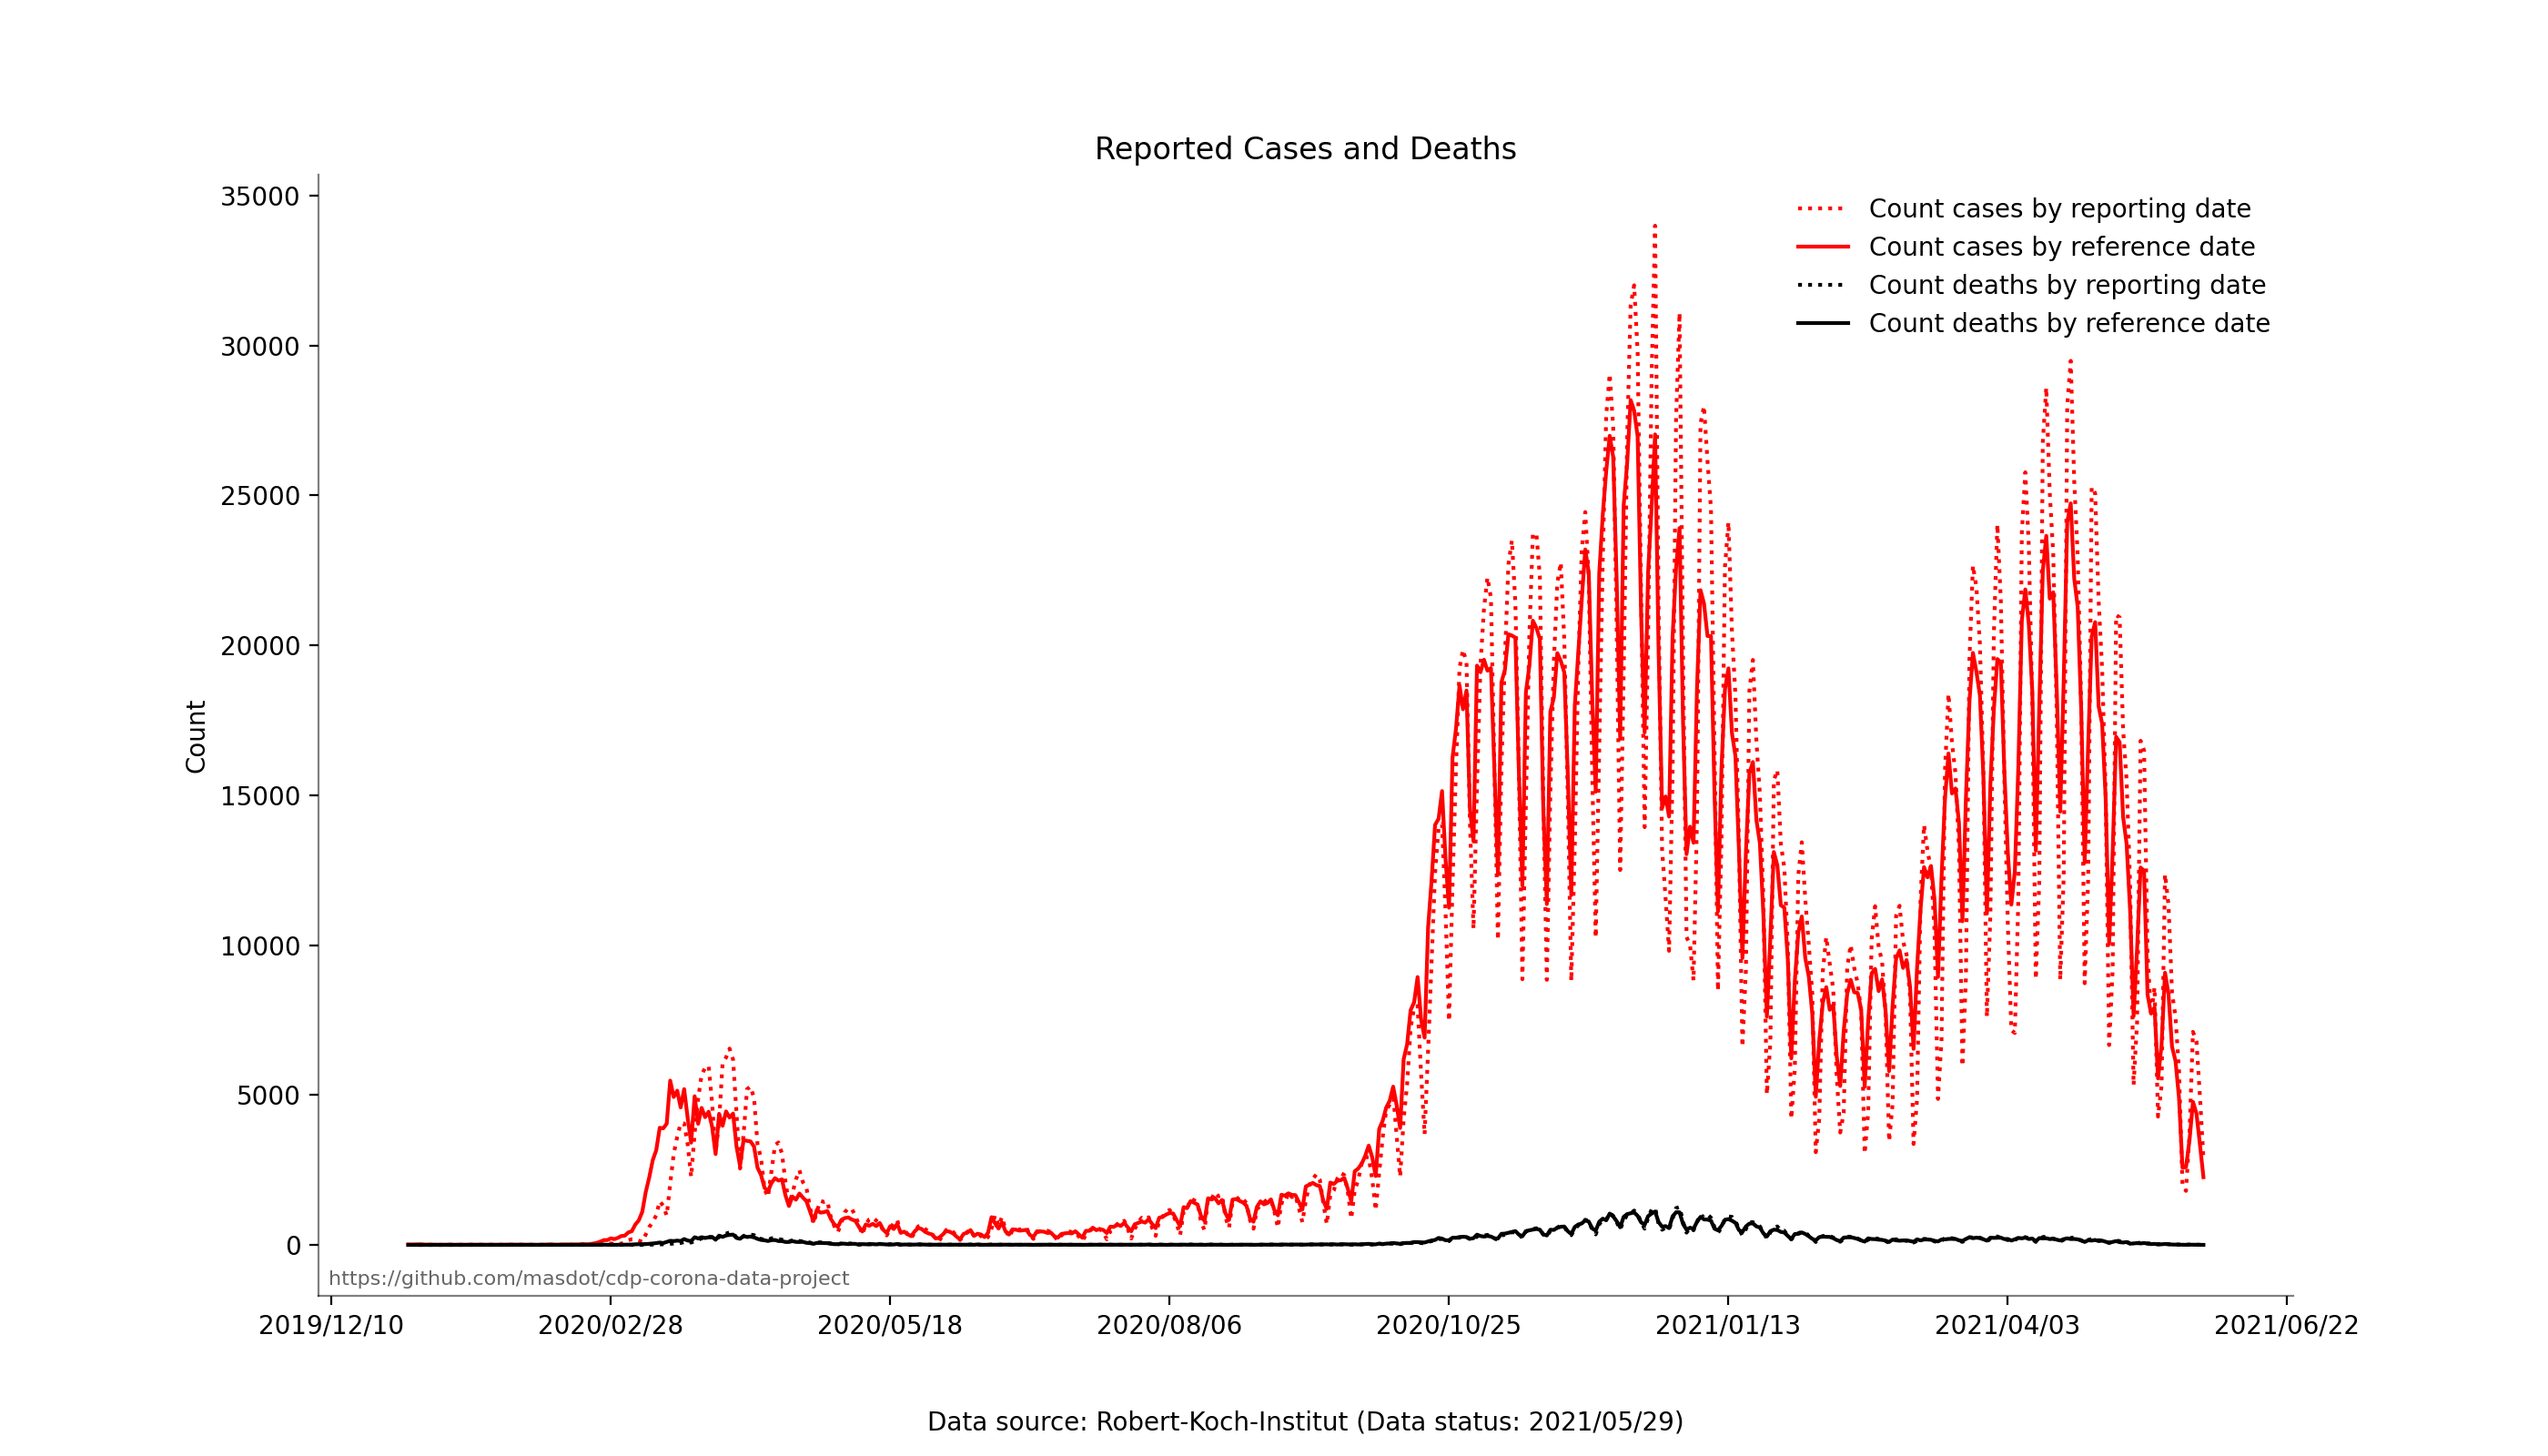 Reported Cases and Deaths
35000
30000
25000
20000
15000
10000
5000
0
Count
Count cases by reporting date
Count cases by reference date
Count deaths by reporting date
Count deaths by reference date
https://github.com/masdot/cdp-corona-data-project
2019/12/10 2020/02/28 2020/05/18 2020/08/06 2020/10/25 2021/01/13 2021/04/03 2021/06/22
Data source: Robert-Koch-Institut (Data status: 2021/05/29)